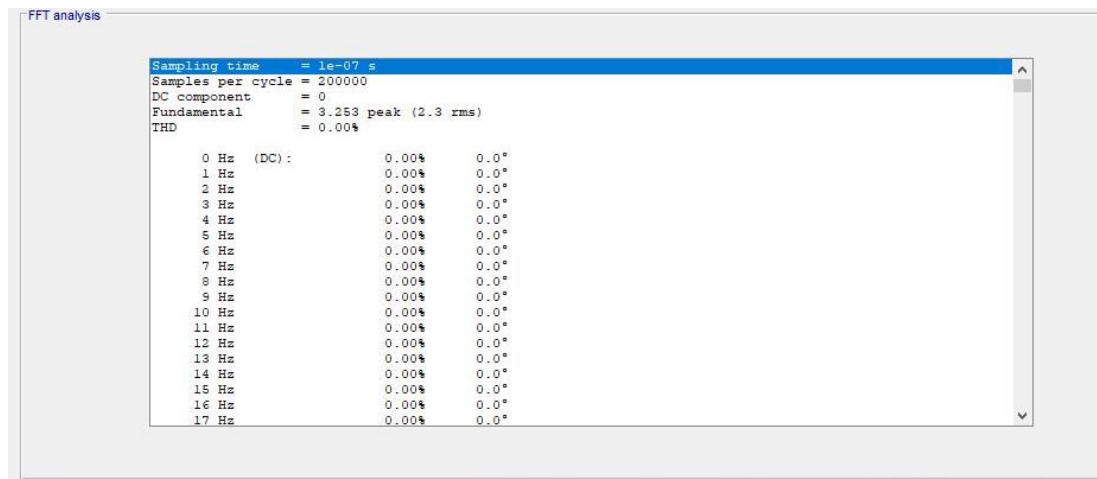 FFT analysis
Sampling time = 1e-07 s
Samples per cycle = 200000
DC component = 0
Fundamental = 3.253 peak (2.3 rms)
THD = 0.00%
0 Hz (DC): 0.00% 0.0°
1 Hz 0.00% 0.0°
2 Hz 0.00% 0.0°
3 Hz 0.00% 0.0°
4 Hz 0.00% 0.0°
5 Hz 0.00% 0.0°
6 Hz 0.00% 0.0°
7 Hz 0.00% 0.0°
8 Hz 0.00% 0.0°
9 Hz 0.00% 0.0°
10 Hz 0.00% 0.0°
11 Hz 0.00% 0.0°
12 Hz 0.00% 0.0°
13 Hz 0.00% 0.0°
14 Hz 0.00% 0.0°
15 Hz 0.00% 0.0°
16 Hz 0.00% 0.0°
17 Hz 0.00% 0.0°